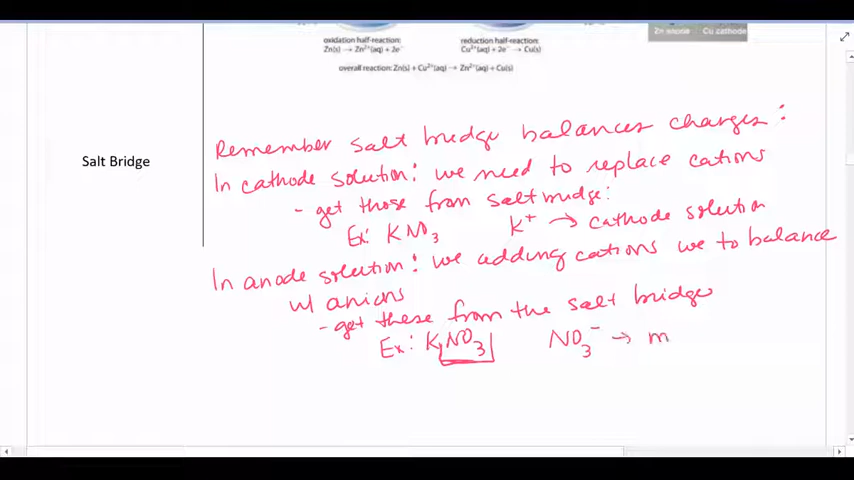 Zn anode Cu cathode
oxidation half-reaction:
Zn(s) → Zn²⁺(aq) + 2e⁻
reduction half-reaction:
Cu²⁺(aq) + 2e⁻ → Cu(s)
overall reaction: Zn(s) + Cu²⁺(aq) → Zn²⁺(aq) + Cu(s)
Salt Bridge
Remember salt bridge balances charges:
In cathode solution: we need to replace cations
- get those from salt bridge:
Ex: KNO₃ K⁺ → cathode solution
In anode solution: we adding cations we to balance
w/ anions
- get these from the salt bridge
Ex: KNO₃ NO₃⁻ → m